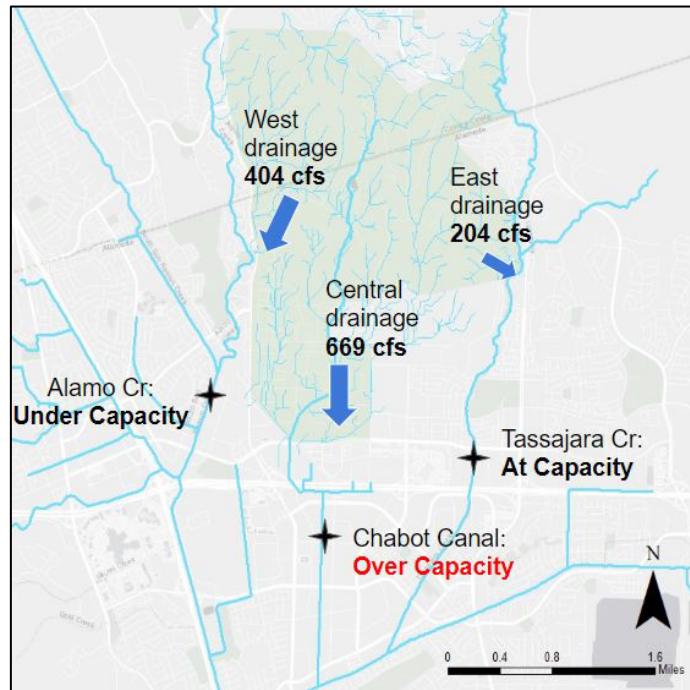 West
drainage
404 cfs
East
drainage
204 cfs
Central
drainage
669 cfs
Alamo Cr:
Under Capacity
Tassajara Cr:
At Capacity
Chabot Canal:
Over Capacity
N
0 0.4 0.8 1.6
Miles